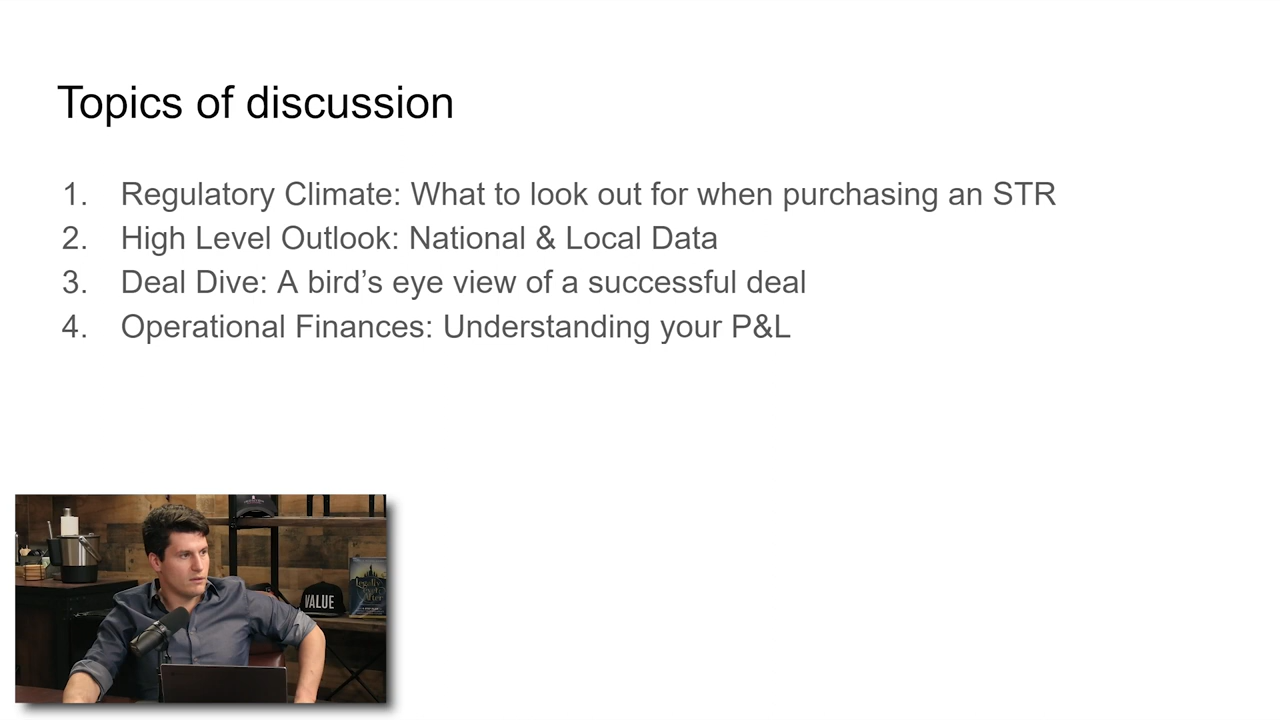 Topics of discussion
1. Regulatory Climate: What to look out for when purchasing an STR
2. High Level Outlook: National & Local Data
3. Deal Dive: A bird’s eye view of a successful deal
4. Operational Finances: Understanding your P&L
VALUE